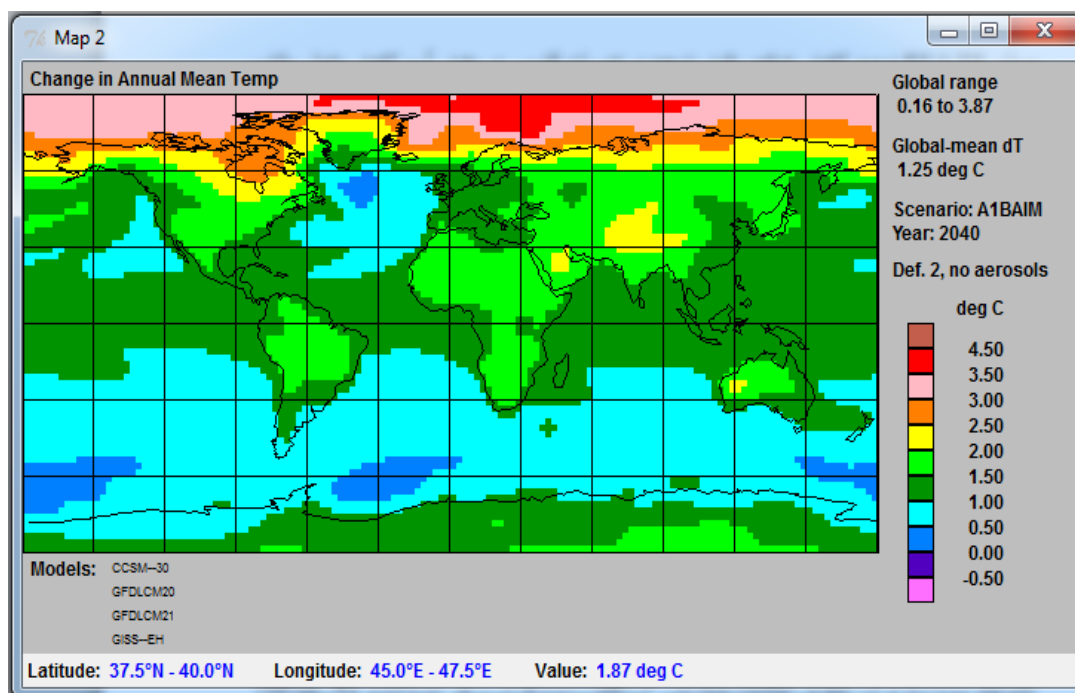 Map 2
Change in Annual Mean Temp
Global range
0.16 to 3.87
Global-mean dT
1.25 deg C
Scenario: A1BAIM
Year: 2040
Def. 2, no aerosols
deg C
4.50
3.50
3.00
2.50
2.00
1.50
1.00
0.50
0.00
-0.50
Models: CCSM--30
GFDLCM20
GFDLCM21
GISS--EH
Latitude: 37.5°N - 40.0°N Longitude: 45.0°E - 47.5°E Value: 1.87 deg C